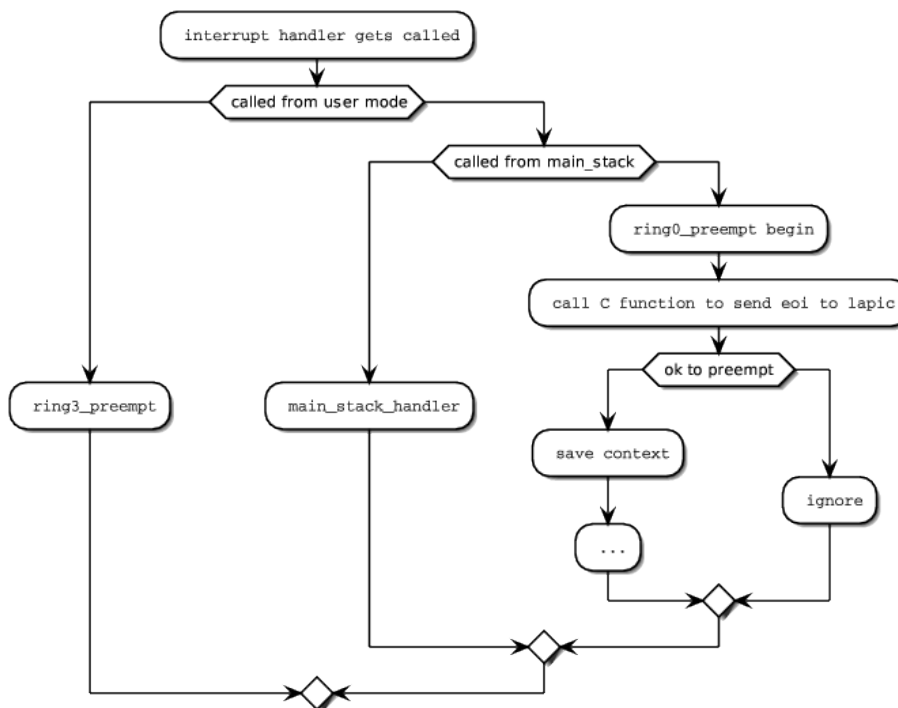 interrupt handler gets called
called from user mode
called from main_stack
ring0_preempt begin
call C function to send eoi to lapic
ok to preempt
ring3_preempt
main_stack_handler
save context
ignore
...